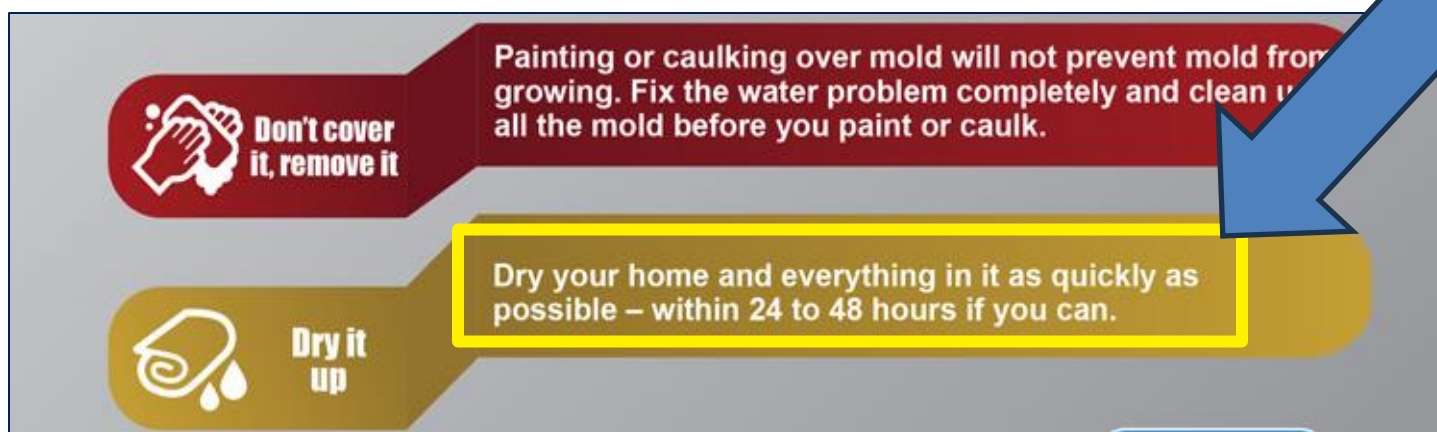 Don't cover
it, remove it
Painting or caulking over mold will not prevent mold from
growing. Fix the water problem completely and clean
all the mold before you paint or caulk.
Dry it
up
Dry your home and everything in it as quickly as
possible – within 24 to 48 hours if you can.